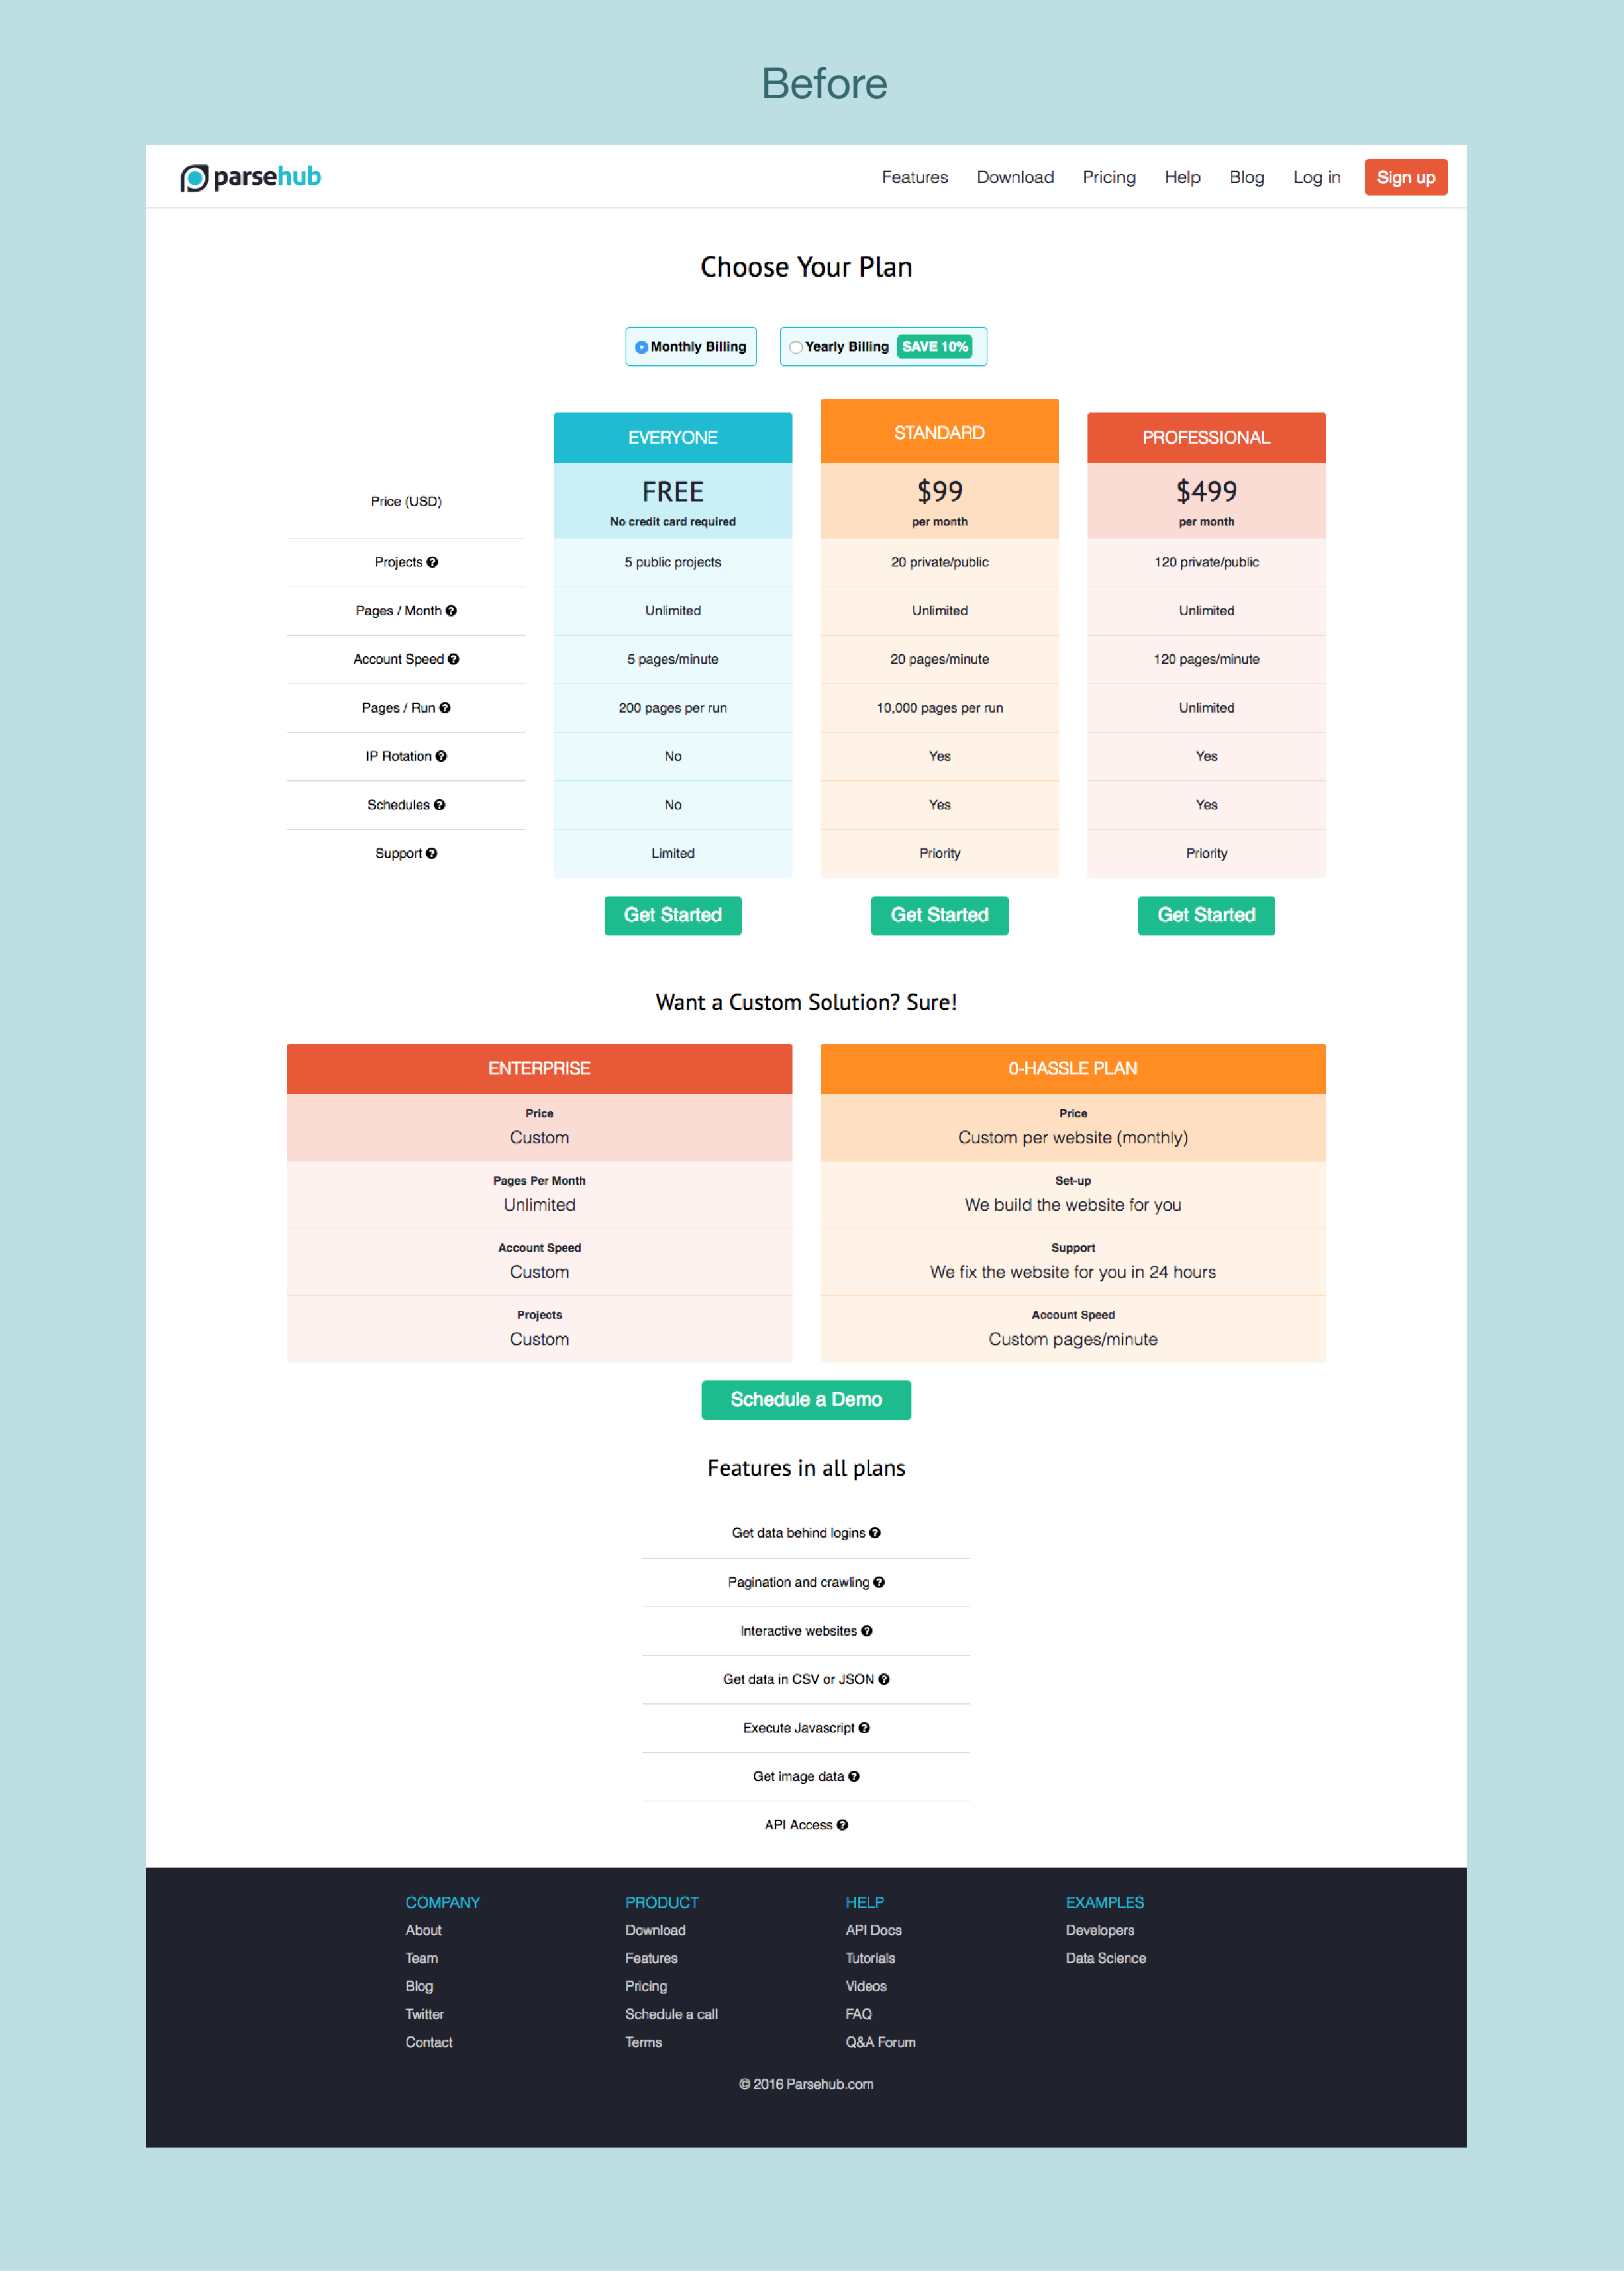 Before
parsehub
Features Download Pricing Help Blog Log in Sign up
Choose Your Plan
Monthly Billing Yearly Billing SAVE 10%
EVERYONE STANDARD PROFESSIONAL
Price (USD) FREE $99 $499
No credit card required per month per month
Projects 5 public projects 20 private/public 120 private/public
Pages / Month Unlimited Unlimited Unlimited
Account Speed 5 pages/minute 20 pages/minute 120 pages/minute
Pages / Run 200 pages per run 10,000 pages per run Unlimited
IP Rotation No Yes Yes
Schedules No Yes Yes
Support Limited Priority Priority
Get Started Get Started Get Started
Want a Custom Solution? Sure!
ENTERPRISE 0-HASSLE PLAN
Price Price
Custom Custom per website (monthly)
Pages Per Month Set-up
Unlimited We build the website for you
Account Speed Support
Custom We fix the website for you in 24 hours
Projects Account Speed
Custom Custom pages/minute
Schedule a Demo
Features in all plans
Get data behind logins
Pagination and crawling
Interactive websites
Get data in CSV or JSON
Execute Javascript
Get image data
API Access
COMPANY PRODUCT HELP EXAMPLES
About Download API Docs Developers
Team Features Tutorials Data Science
Blog Pricing Videos
Twitter Schedule a call FAQ
Contact Terms Q&A Forum
© 2016 Parsehub.com